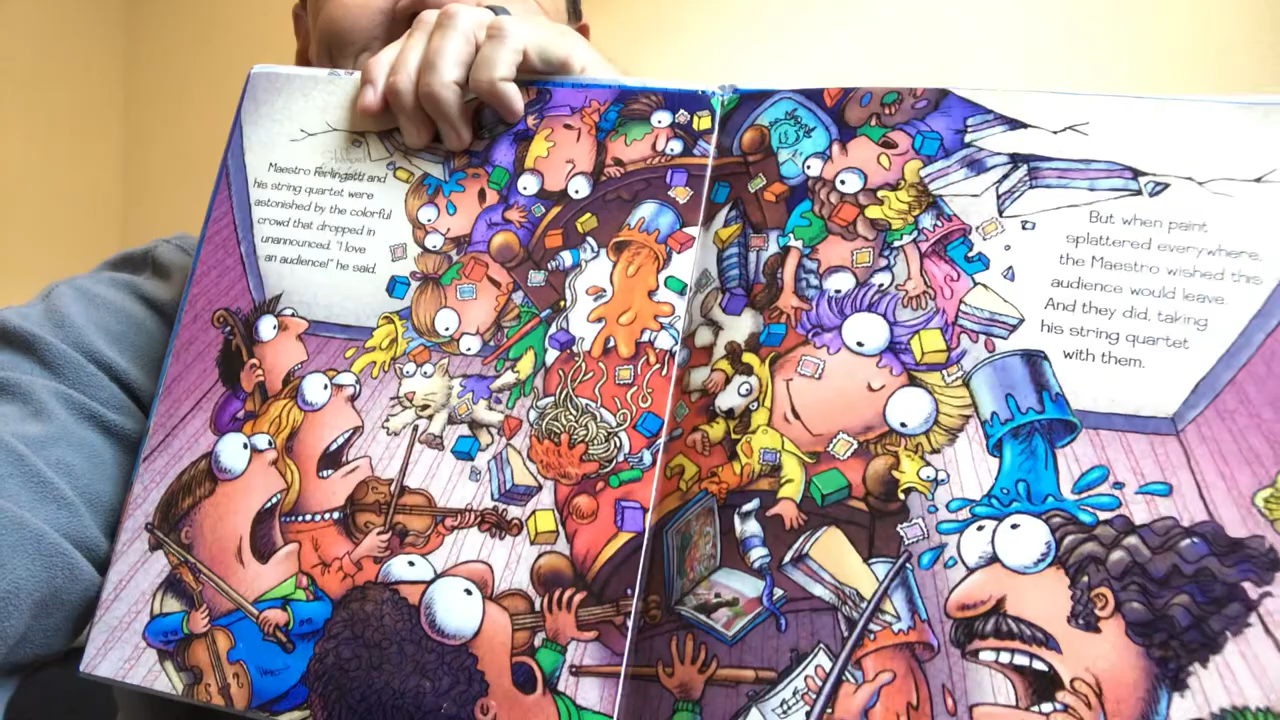 Maestro Ferlingatti and
his string quartet were
astonished by the colorful
crowd that dropped in
unannounced. "I love
an audience!" he said.
But when paint
splattered everywhere,
the Maestro wished this
audience would leave.
And they did, taking
his string quartet
with them.